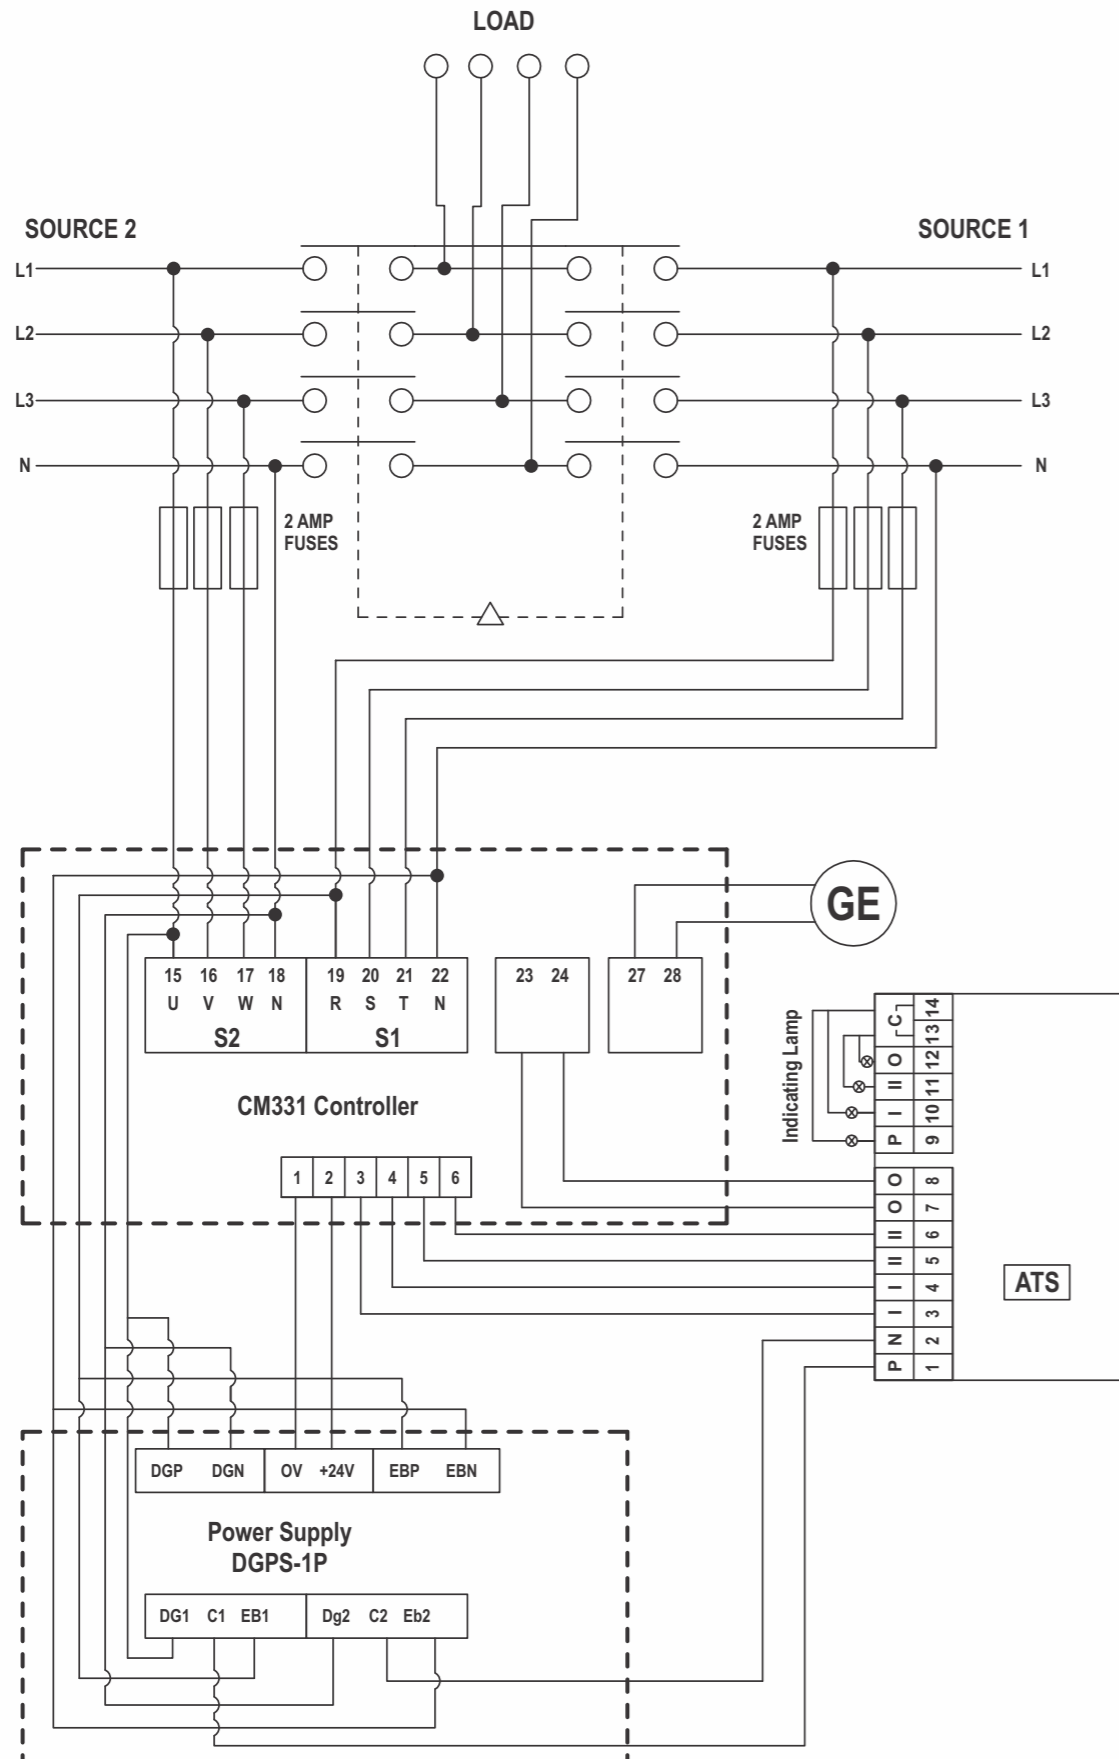 LOAD
SOURCE 2
SOURCE 1
L1
L1
L2
L2
L3
L3
N
N
2 AMP
FUSES
2 AMP
FUSES
GE
15 16 17 18 19 20 21 22
U V W N R S T N
S2 S1
23 24
27 28
CM331 Controller
1 2 3 4 5 6
Indicating Lamp
C 14
13
O 12
II 11
I 10
P 9
O 8
O 7
II 6
II 5
I 4
I 3
N 2
P 1
ATS
DGP DGN OV +24V EBP EBN
Power Supply
DGPS-1P
DG1 C1 EB1 Dg2 C2 Eb2